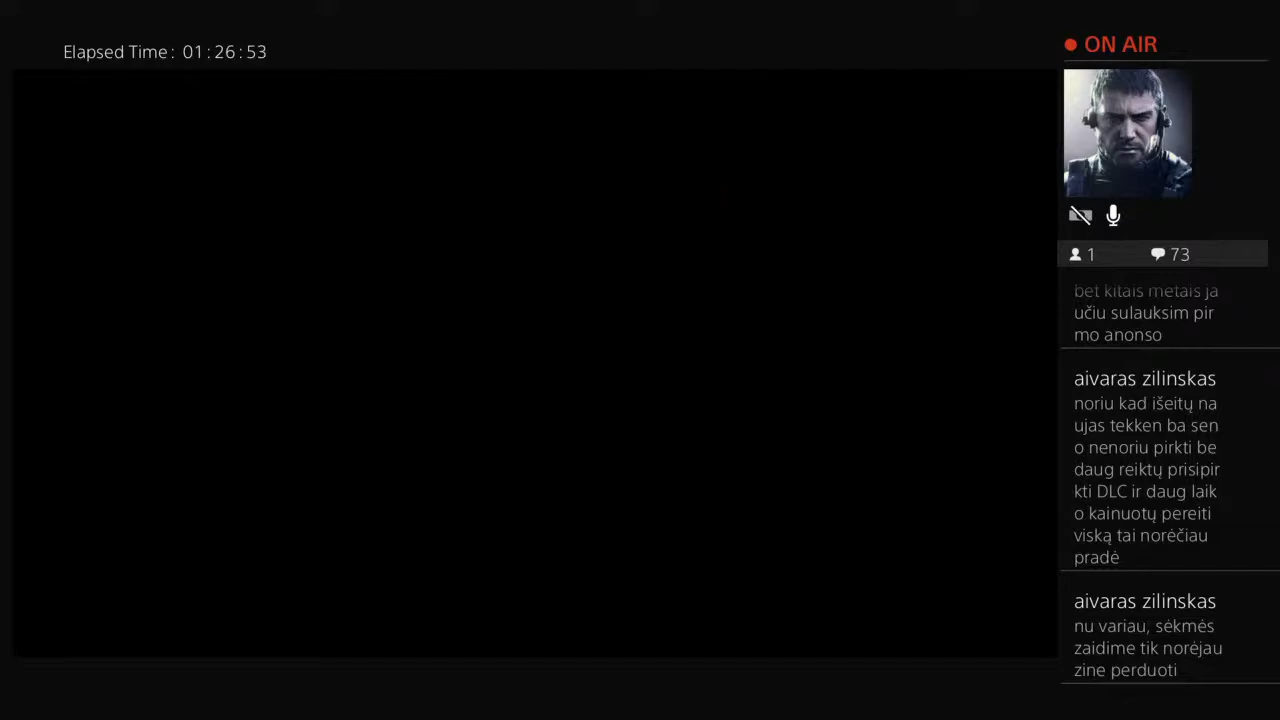 Elapsed Time: 01:26:53
ON AIR
1
73
bet kitais metais ja
učiu sulauksim pir
mo anonso
aivaras zilinskas
noriu kad išeitų na
ujas tekken ba sen
o nenoriu pirkti be
daug reiktų prisipir
kti DLC ir daug laik
o kainuotų pereiti
viską tai norėčiau
pradė
aivaras zilinskas
nu variau, sėkmės
zaidime tik norėjau
zine perduoti